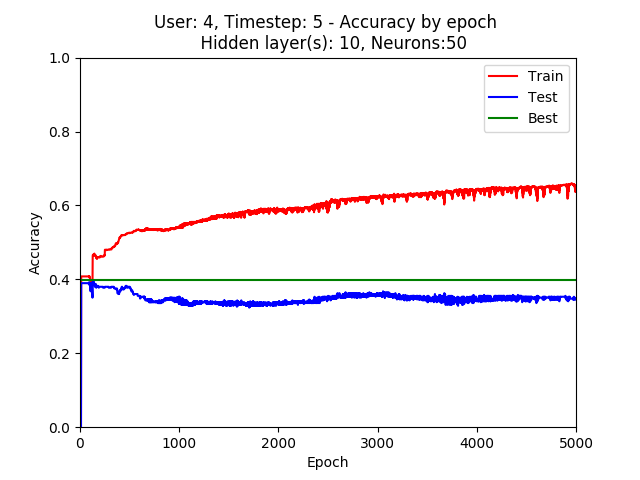 User: 4, Timestep: 5 - Accuracy by epoch
Hidden layer(s): 10, Neurons:50
1.0
0.8
0.6
0.4
0.2
0.0
Accuracy
Train
Test
Best
0
1000
2000
3000
4000
5000
Epoch